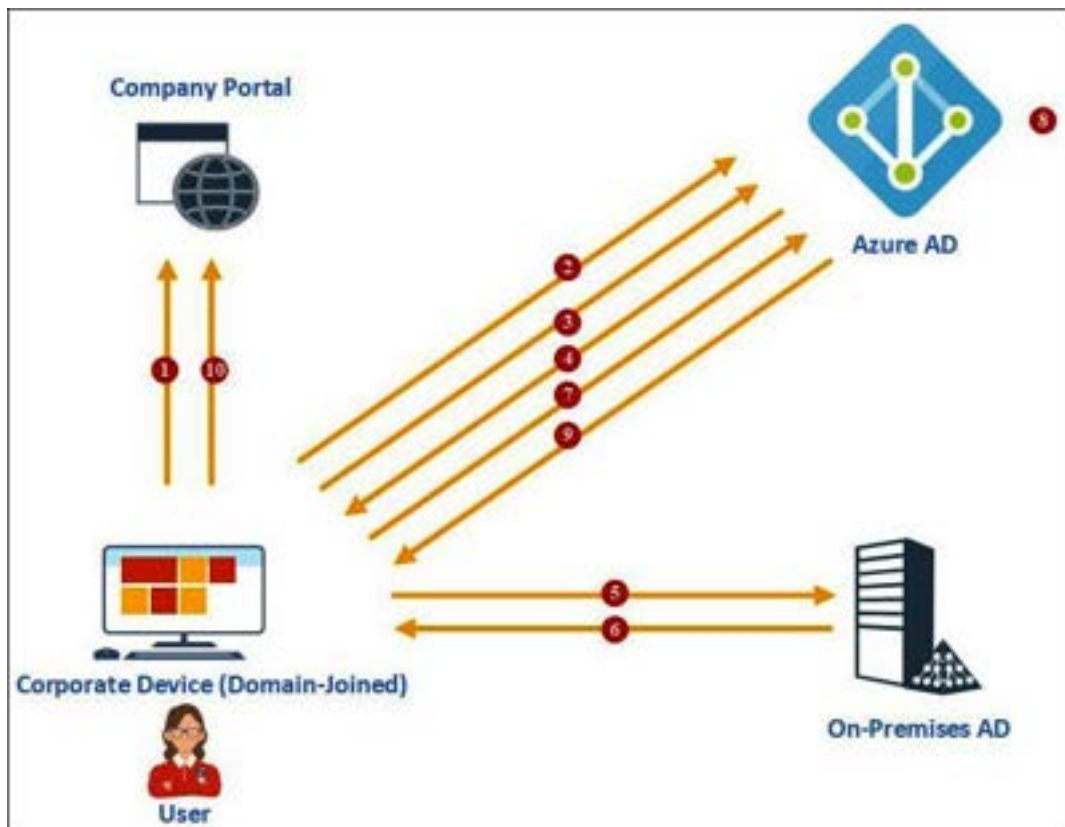 Company Portal
8
Azure AD
2
3
4
1
10
7
9
5
6
Corporate Device (Domain-Joined)
On-Premises AD
User